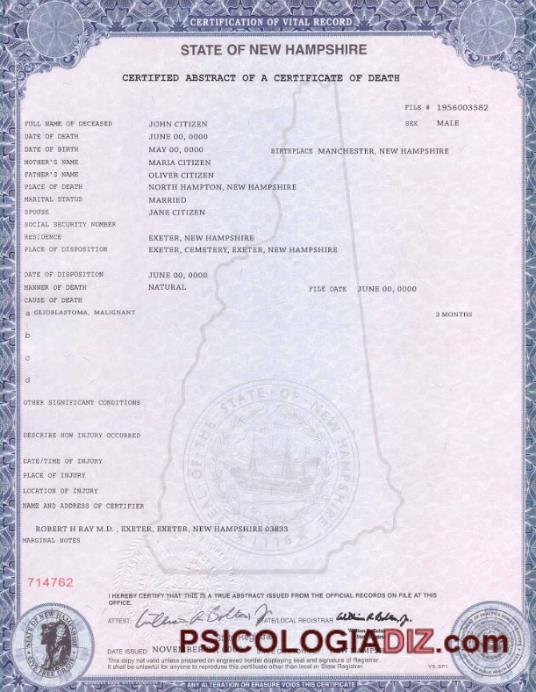 CERTIFICATION OF VITAL RECORD
STATE OF NEW HAMPSHIRE
CERTIFIED ABSTRACT OF A CERTIFICATE OF DEATH
FILE # 1956003582
FULL NAME OF DECEASED JOHN CITIZEN SEX MALE
DATE OF DEATH JUNE 00, 0000
DATE OF BIRTH MAY 00, 0000 BIRTHPLACE MANCHESTER, NEW HAMPSHIRE
MOTHER'S NAME MARIA CITIZEN
FATHER'S NAME OLIVER CITIZEN
PLACE OF DEATH NORTH HAMPTON, NEW HAMPSHIRE
MARITAL STATUS MARRIED
SPOUSE JANE CITIZEN
SOCIAL SECURITY NUMBER
RESIDENCE EXETER, NEW HAMPSHIRE
PLACE OF DISPOSITION EXETER, CEMETERY, EXETER, NEW HAMPSHIRE
DATE OF DISPOSITION JUNE 00, 0000
MANNER OF DEATH NATURAL FILE DATE JUNE 00, 0000
CAUSE OF DEATH
a GLIOBLASTOMA, MALIGNANT 3 MONTHS
b
c
d
OTHER SIGNIFICANT CONDITIONS
DESCRIBE HOW INJURY OCCURRED
DATE/TIME OF INJURY
PLACE OF INJURY
LOCATION OF INJURY
NAME AND ADDRESS OF CERTIFIER
ROBERT H RAY M.D. , EXETER, EXETER, NEW HAMPSHIRE 03833
MARGINAL NOTES
SEAL OF THE STATE OF NEW HAMPSHIRE
714762
I HEREBY CERTIFY THAT THIS IS A TRUE ABSTRACT ISSUED FROM THE OFFICIAL RECORDS ON FILE AT THIS
OFFICE.
ATTEST: STATE/LOCAL REGISTRAR
PSICOLOGIADIZ.com
DATE ISSUED: NOVEMBER
This copy not valid unless prepared on engraved border displaying seal and signature of Registrar.
It shall be unlawful for anyone to reproduce this certificate other than Local or State Registrar.
ANY ALTERATION OR ERASURE VOIDS THIS CERTIFICATE